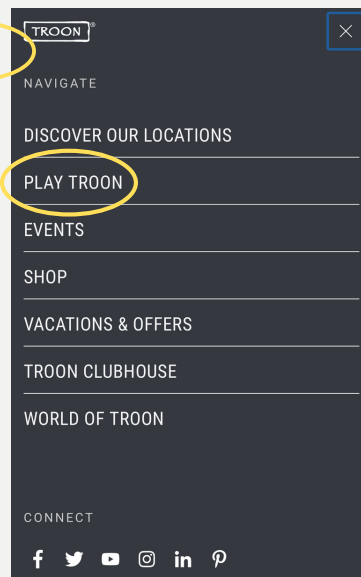 TROON®
NAVIGATE
DISCOVER OUR LOCATIONS
PLAY TROON
EVENTS
SHOP
VACATIONS & OFFERS
TROON CLUBHOUSE
WORLD OF TROON
CONNECT